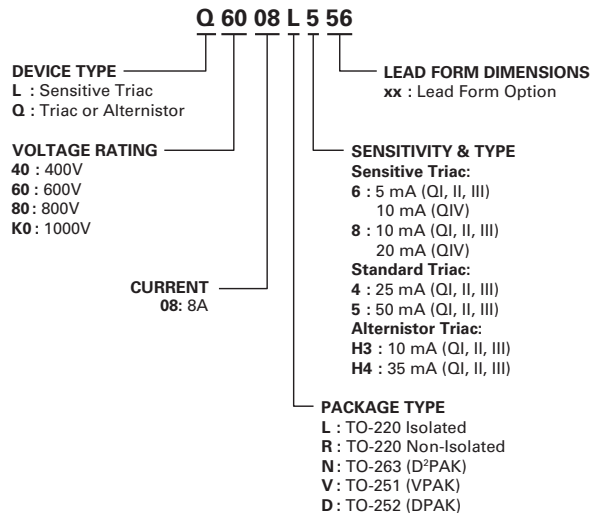 Q 60 08 L 5 56
DEVICE TYPE
L : Sensitive Triac
Q : Triac or Alternistor
VOLTAGE RATING
40 : 400V
60 : 600V
80 : 800V
K0 : 1000V
CURRENT
08: 8A
LEAD FORM DIMENSIONS
xx : Lead Form Option
SENSITIVITY & TYPE
Sensitive Triac:
6 : 5 mA (QI, II, III)
10 mA (QIV)
8 : 10 mA (QI, II, III)
20 mA (QIV)
Standard Triac:
4 : 25 mA (QI, II, III)
5 : 50 mA (QI, II, III)
Alternistor Triac:
H3 : 10 mA (QI, II, III)
H4 : 35 mA (QI, II, III)
PACKAGE TYPE
L : TO-220 Isolated
R : TO-220 Non-Isolated
N : TO-263 (D²PAK)
V : TO-251 (VPAK)
D : TO-252 (DPAK)